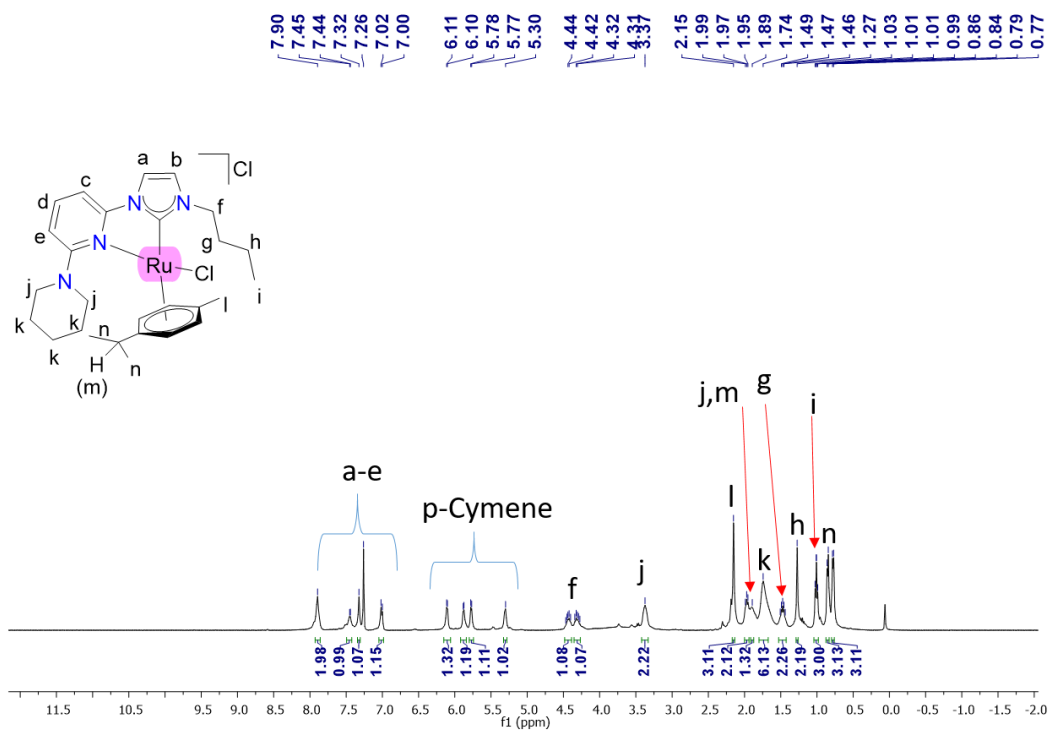 7.90 7.45 7.44 7.32 7.26 7.02 7.00 6.11 6.10 5.78 5.77 5.30 4.44 4.42 4.32 4.31 3.37 2.15 1.99 1.97 1.95 1.89 1.74 1.49 1.47 1.46 1.27 1.03 1.01 1.01 0.99 0.86 0.84 0.79 0.77
a b Cl
c
d N N
f
e N g h
Ru Cl
N i
j j l
k k n
k H n
(m)
a-e
p-Cymene
f
j
l
j,m
k
g
h
i
n
1.98 0.99 1.07 1.15 1.32 1.19 1.11 1.02 1.08 1.07 2.22 3.11 2.12 1.32 6.13 2.26 2.19 3.00 3.13 3.11
11.5 10.5 9.5 9.0 8.5 8.0 7.5 7.0 6.5 6.0 5.5 5.0 4.5 4.0 3.5 3.0 2.5 2.0 1.5 1.0 0.5 0.0 -0.5 -1.0 -1.5 -2.0
f1 (ppm)